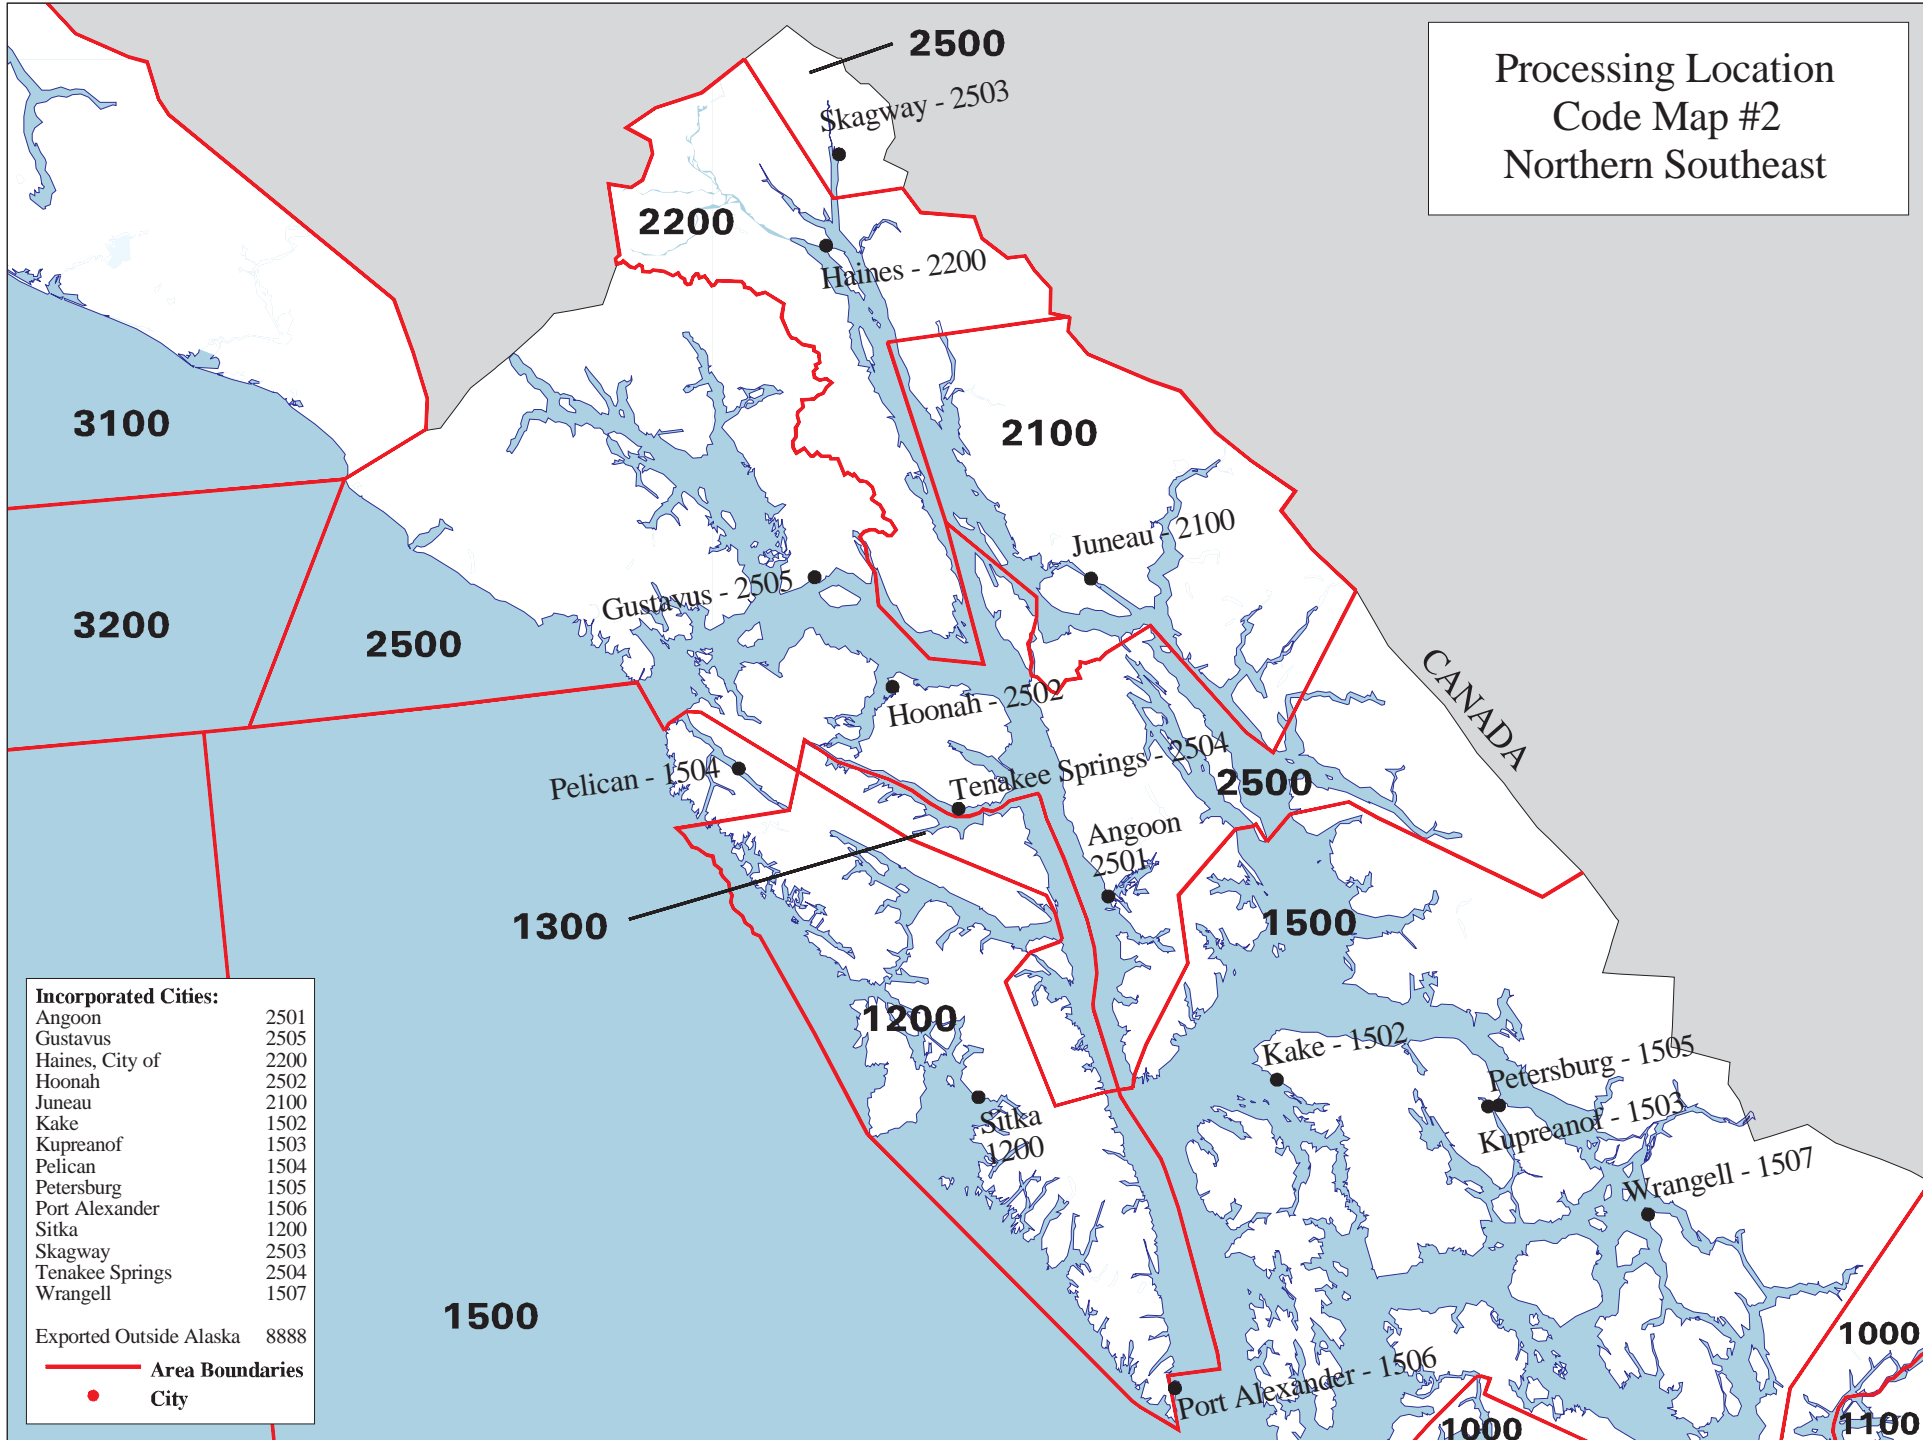 Processing Location
Code Map #2
Northern Southeast
2500
Skagway - 2503
2200
Haines - 2200
3100
2100
Juneau - 2100
Gustavus - 2505
3200
2500
CANADA
Hoonah - 2502
Pelican - 1504
Tenakee Springs - 2504
2500
Angoon
2501
1300
1500
1200
Kake - 1502
Petersburg - 1505
Kupreanof - 1503
Sitka
1200
Wrangell - 1507
1500
1000
Port Alexander - 1506
1000
1100
Incorporated Cities:
Angoon 2501
Gustavus 2505
Haines, City of 2200
Hoonah 2502
Juneau 2100
Kake 1502
Kupreanof 1503
Pelican 1504
Petersburg 1505
Port Alexander 1506
Sitka 1200
Skagway 2503
Tenakee Springs 2504
Wrangell 1507
Exported Outside Alaska 8888
Area Boundaries
City